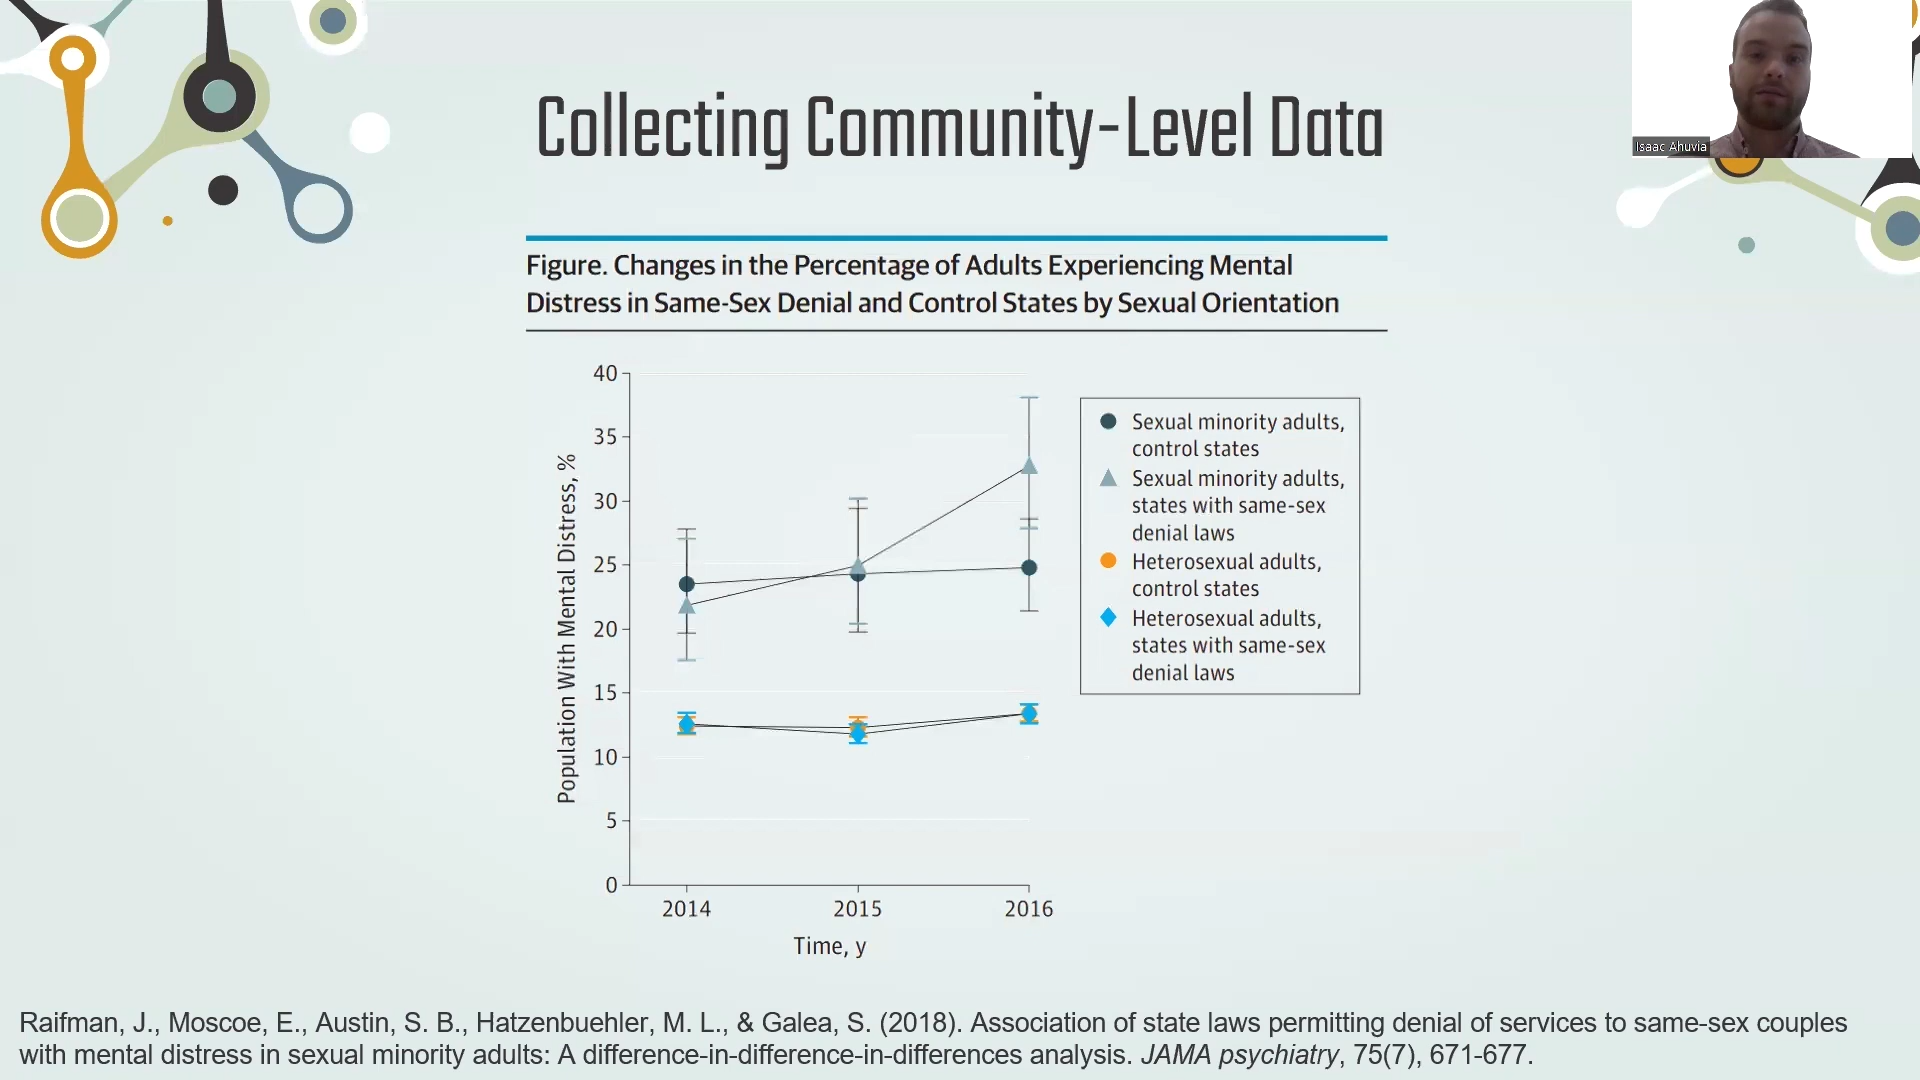 Collecting Community-Level Data
Isaac Ahuvia
Figure. Changes in the Percentage of Adults Experiencing Mental
Distress in Same-Sex Denial and Control States by Sexual Orientation
Population With Mental Distress, %
40
35
30
25
20
15
10
5
0
2014
2015
2016
Time, y
Sexual minority adults,
control states
Sexual minority adults,
states with same-sex
denial laws
Heterosexual adults,
control states
Heterosexual adults,
states with same-sex
denial laws
Raifman, J., Moscoe, E., Austin, S. B., Hatzenbuehler, M. L., & Galea, S. (2018). Association of state laws permitting denial of services to same-sex couples
with mental distress in sexual minority adults: A difference-in-difference-in-differences analysis. JAMA psychiatry, 75(7), 671-677.